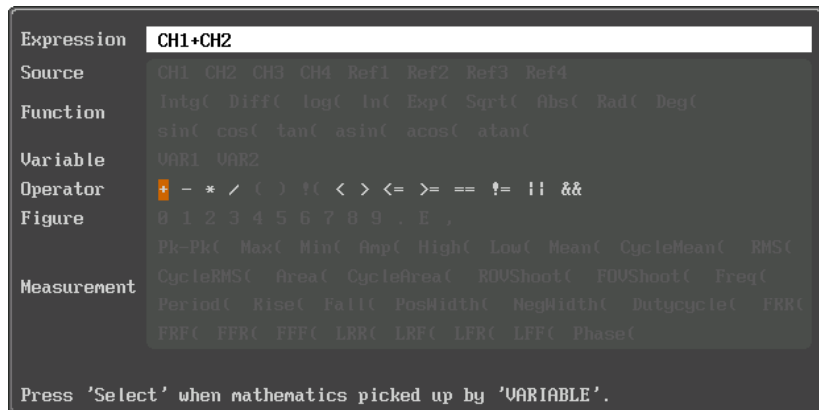 Expression CH1+CH2
Source CH1 CH2 CH3 CH4 Ref1 Ref2 Ref3 Ref4
Function Intg( Diff( log( ln( Exp( Sqrt( Abs( Rad( Deg(
sin( cos( tan( asin( acos( atan(
Variable VAR1 VAR2
Operator + - * / ( ) !( < > <= >= == != || &&
Figure 0 1 2 3 4 5 6 7 8 9 . E ,
Measurement Pk-Pk( Max( Min( Amp( High( Low( Mean( CycleMean( RMS(
CycleRMS( Area( CycleArea( ROVShoot( FOVShoot( Freq(
Period( Rise( Fall( PosWidth( NegWidth( Dutycycle( FRR(
FRF( FFR( FFF( LRR( LRF( LFR( LFF( Phase(
Press 'Select' when mathematics picked up by 'VARIABLE'.